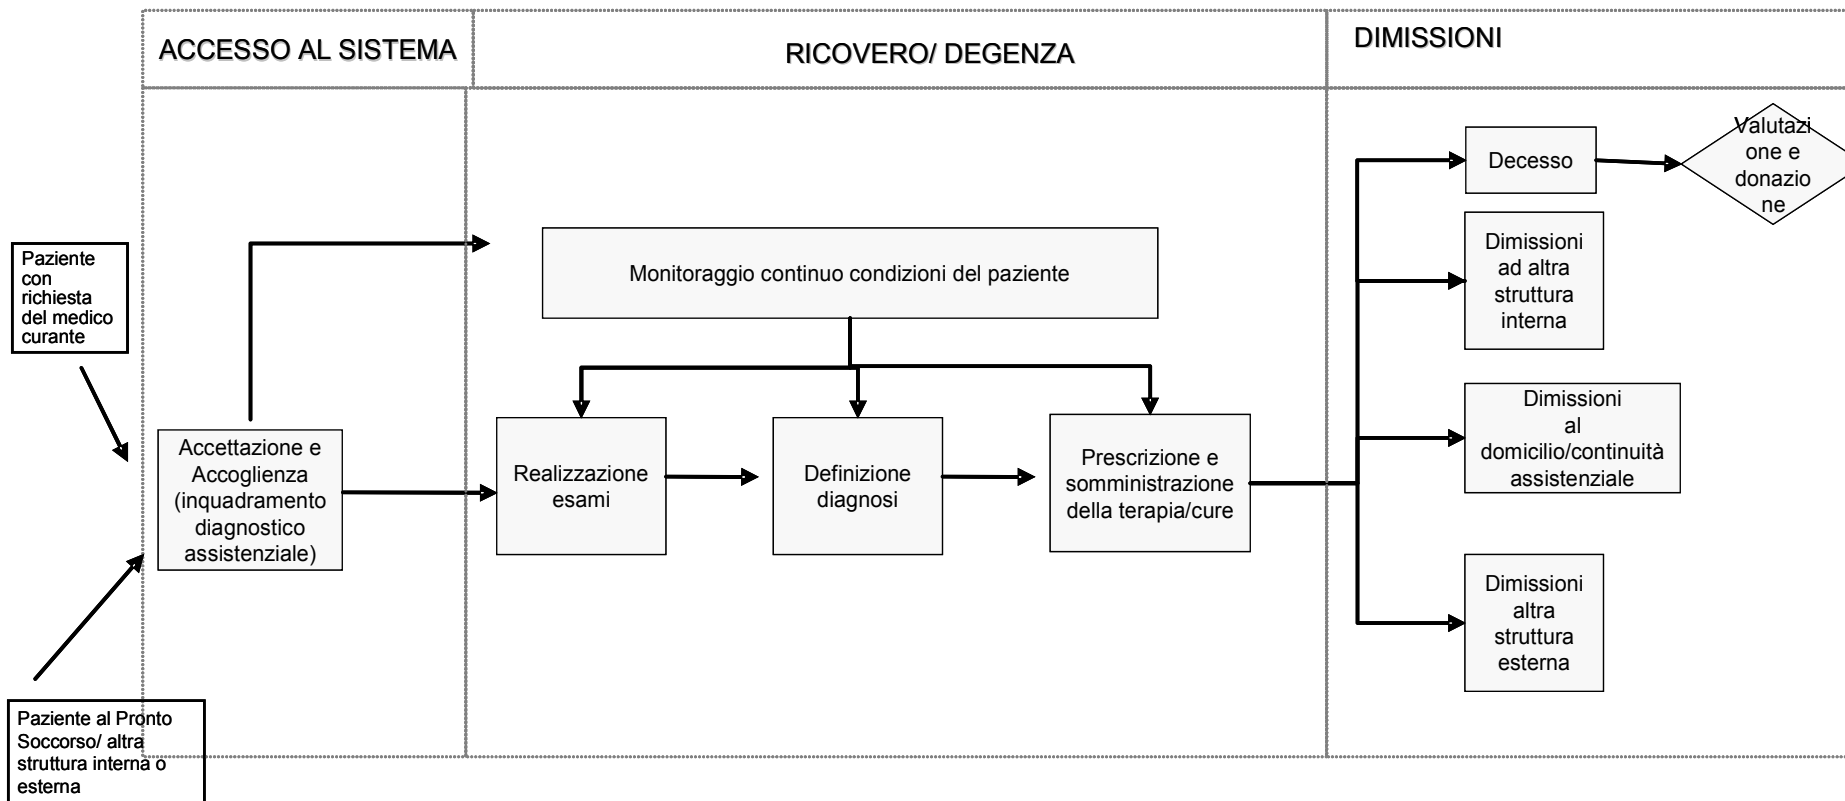 ACCESSO AL SISTEMA
RICOVERO/ DEGENZA
DIMISSIONI
Paziente
con
richiesta
del medico
curante
Paziente al Pronto
Soccorso/ altra
struttura interna o
esterna
Accettazione e
Accoglienza
(inquadramento
diagnostico
assistenziale)
Monitoraggio continuo condizioni del paziente
Realizzazione
esami
Definizione
diagnosi
Prescrizione e
somministrazione
della terapia/cure
Decesso
Valutazi
one e
donazio
ne
Dimissioni
ad altra
struttura
interna
Dimissioni
al
domicilio/continuità
assistenziale
Dimissioni
altra
struttura
esterna